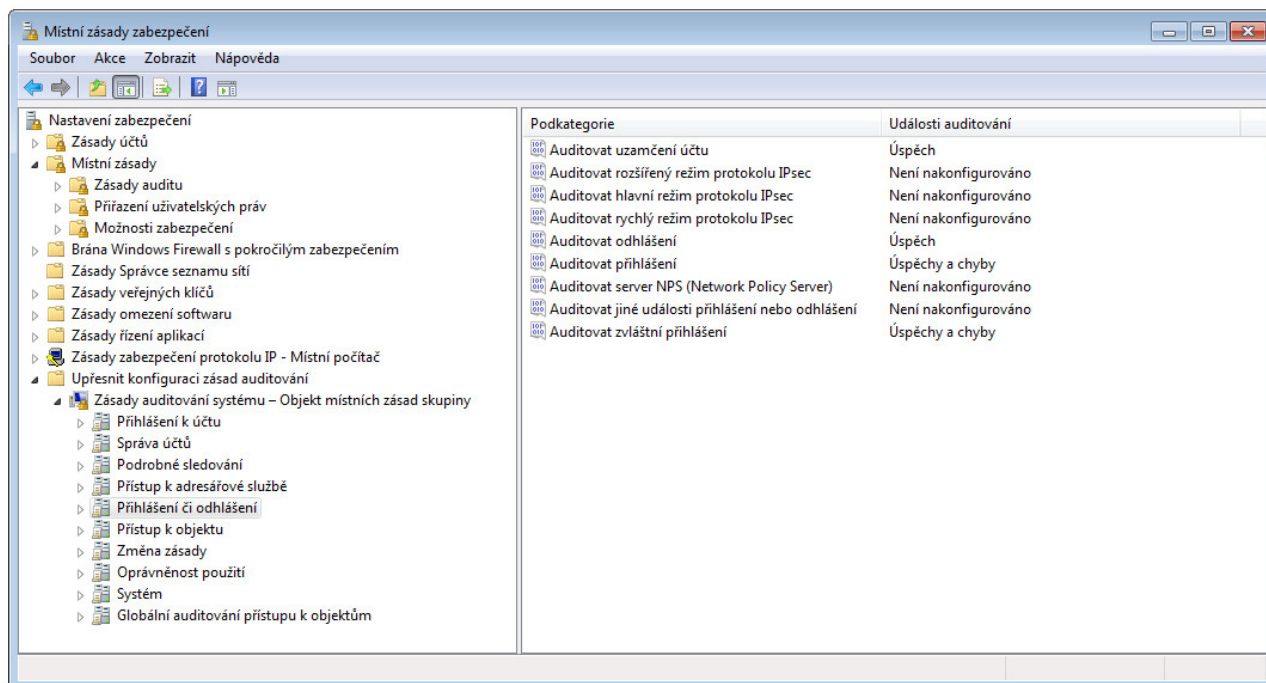 Místní zásady zabezpečení
Soubor Akce Zobrazit Nápověda
Nastavení zabezpečení
Zásady účtů
Místní zásady
Zásady auditu
Přiřazení uživatelských práv
Možnosti zabezpečení
Brána Windows Firewall s pokročilým zabezpečením
Zásady Správce seznamu sítí
Zásady veřejných klíčů
Zásady omezení softwaru
Zásady řízení aplikací
Zásady zabezpečení protokolu IP - Místní počítač
Upřesnit konfiguraci zásad auditování
Zásady auditování systému – Objekt místních zásad skupiny
Přihlášení k účtu
Správa účtů
Podrobné sledování
Přístup k adresářové službě
Přihlášení či odhlášení
Přístup k objektu
Změna zásady
Oprávněnost použití
Systém
Globální auditování přístupu k objektům
Podkategorie Události auditování
Auditovat uzamčení účtu Úspěch
Auditovat rozšířený režim protokolu IPsec Není nakonfigurováno
Auditovat hlavní režim protokolu IPsec Není nakonfigurováno
Auditovat rychlý režim protokolu IPsec Není nakonfigurováno
Auditovat odhlášení Úspěch
Auditovat přihlášení Úspěchy a chyby
Auditovat server NPS (Network Policy Server) Není nakonfigurováno
Auditovat jiné události přihlášení nebo odhlášení Není nakonfigurováno
Auditovat zvláštní přihlášení Úspěchy a chyby